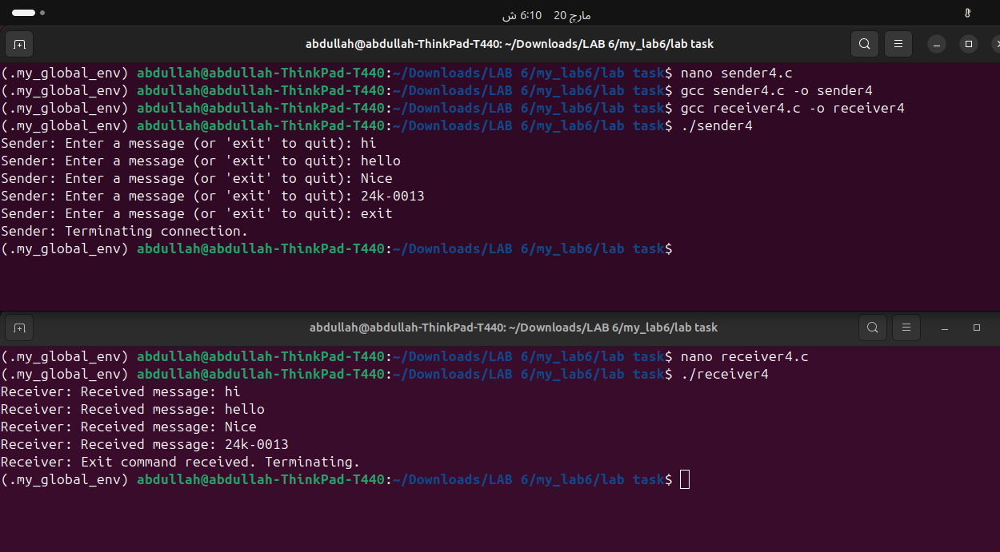 مارچ 20 6:10 ش
abdullah@abdullah-ThinkPad-T440: ~/Downloads/LAB 6/my_lab6/lab task
(.my_global_env) abdullah@abdullah-ThinkPad-T440:~/Downloads/LAB 6/my_lab6/lab task$ nano sender4.c
(.my_global_env) abdullah@abdullah-ThinkPad-T440:~/Downloads/LAB 6/my_lab6/lab task$ gcc sender4.c -o sender4
(.my_global_env) abdullah@abdullah-ThinkPad-T440:~/Downloads/LAB 6/my_lab6/lab task$ gcc receiver4.c -o receiver4
(.my_global_env) abdullah@abdullah-ThinkPad-T440:~/Downloads/LAB 6/my_lab6/lab task$ ./sender4
Sender: Enter a message (or 'exit' to quit): hi
Sender: Enter a message (or 'exit' to quit): hello
Sender: Enter a message (or 'exit' to quit): Nice
Sender: Enter a message (or 'exit' to quit): 24k-0013
Sender: Enter a message (or 'exit' to quit): exit
Sender: Terminating connection.
(.my_global_env) abdullah@abdullah-ThinkPad-T440:~/Downloads/LAB 6/my_lab6/lab task$
abdullah@abdullah-ThinkPad-T440: ~/Downloads/LAB 6/my_lab6/lab task
(.my_global_env) abdullah@abdullah-ThinkPad-T440:~/Downloads/LAB 6/my_lab6/lab task$ nano receiver4.c
(.my_global_env) abdullah@abdullah-ThinkPad-T440:~/Downloads/LAB 6/my_lab6/lab task$ ./receiver4
Receiver: Received message: hi
Receiver: Received message: hello
Receiver: Received message: Nice
Receiver: Received message: 24k-0013
Receiver: Exit command received. Terminating.
(.my_global_env) abdullah@abdullah-ThinkPad-T440:~/Downloads/LAB 6/my_lab6/lab task$